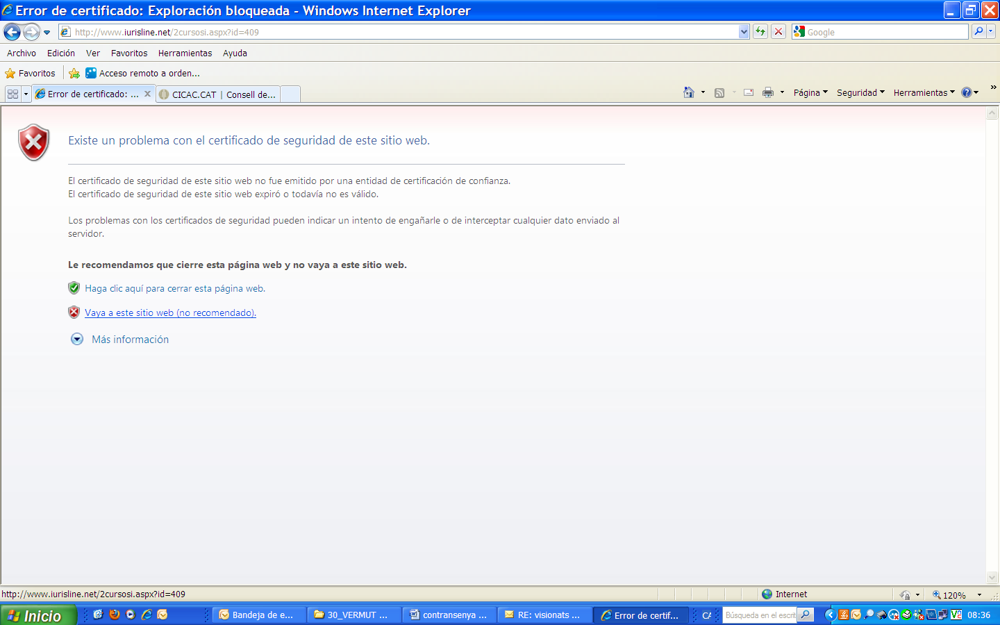 Error de certificado: Exploración bloqueada - Windows Internet Explorer
http://www.iurisline.net/2cursosi.aspx?id=409
Google
Archivo Edición Ver Favoritos Herramientas Ayuda
Favoritos Acceso remoto a orden...
Error de certificado: ... CICAC.CAT | Consell de... Página Seguridad Herramientas
Existe un problema con el certificado de seguridad de este sitio web.
El certificado de seguridad de este sitio web no fue emitido por una entidad de certificación de confianza.
El certificado de seguridad de este sitio web expiró o todavía no es válido.
Los problemas con los certificados de seguridad pueden indicar un intento de engañarle o de interceptar cualquier dato enviado al
servidor.
Le recomendamos que cierre esta página web y no vaya a este sitio web.
Haga clic aquí para cerrar esta página web.
Vaya a este sitio web (no recomendado).
Más información
http://www.iurisline.net/2cursosi.aspx?id=409 Internet 120%
Inicio Bandeja de e... 30_VERMUT ... contransenya ... RE: visionats ... Error de certif... CA Búsqueda en el escrit V2 08:36